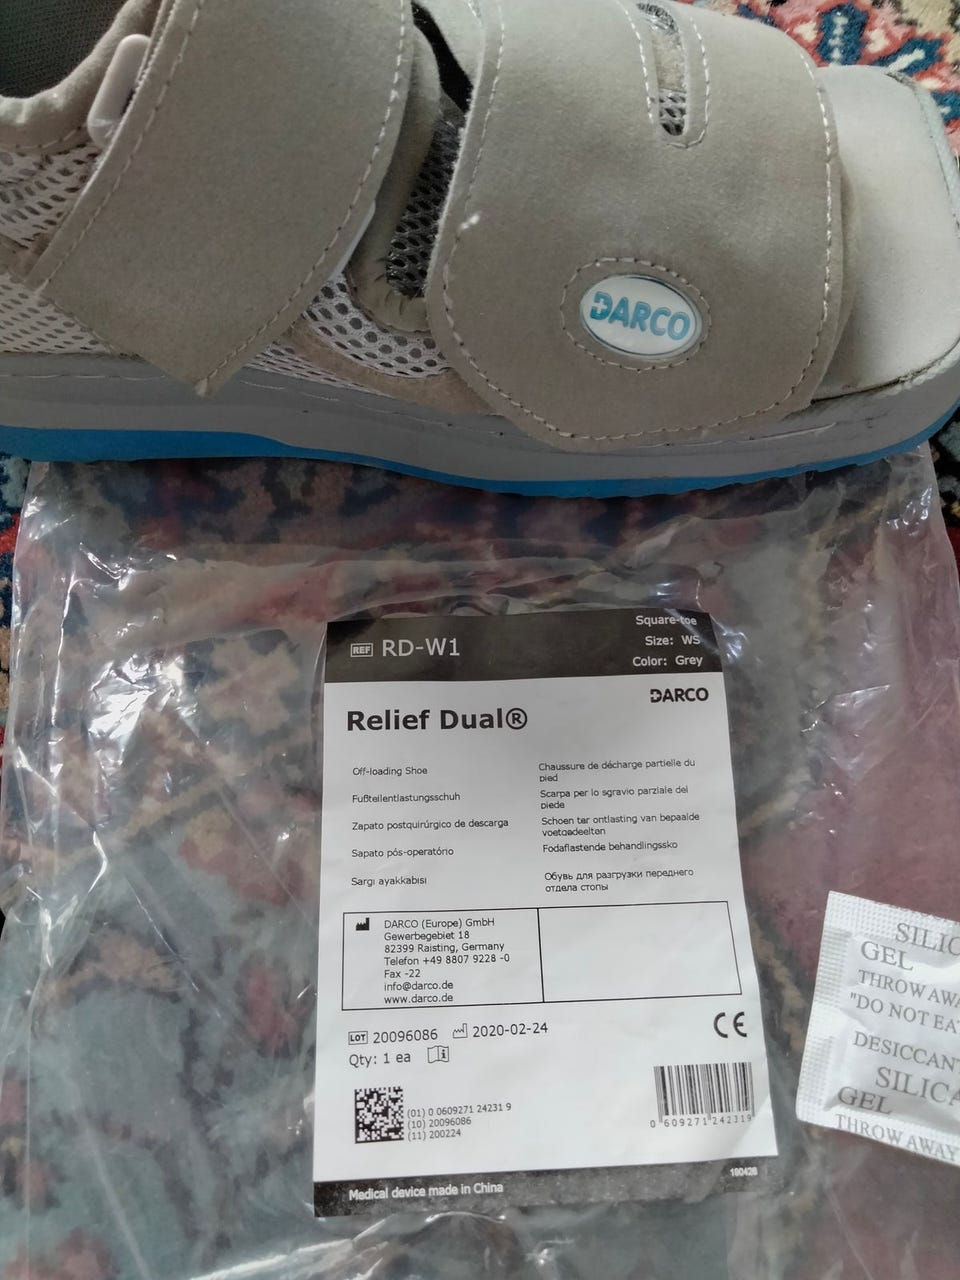 DARCO
REF RD-W1
Square-toe
Size: WS
Color: Grey
DARCO
Relief Dual®
Off-loading Shoe
Fußteilentlastungsschuh
Zapato postquirúrgico de descarga
Sapato pós-operatório
Sargı ayakkabısı
Chaussure de décharge partielle du
pied
Scarpa per lo sgravio parziale del
piede
Schoen ter ontlasting van bepaalde
voetgedeelten
Fodaflastende behandlingssko
Обувь для разгрузки переднего
отдела стопы
DARCO (Europe) GmbH
Gewerbegebiet 18
82399 Raisting, Germany
Telefon +49 8807 9228 -0
Fax -22
info@darco.de
www.darco.de
LOT 20096086 2020-02-24
Qty: 1 ea
CE
(01) 0 0609271 24231 9
(10) 20096086
(11) 200224
0 609271 242319
Medical device made in China
180428
SILIC
GEL
THROW AWA
"DO NOT EAT
DESICCANT
SILICA
GEL
THROW AWAY